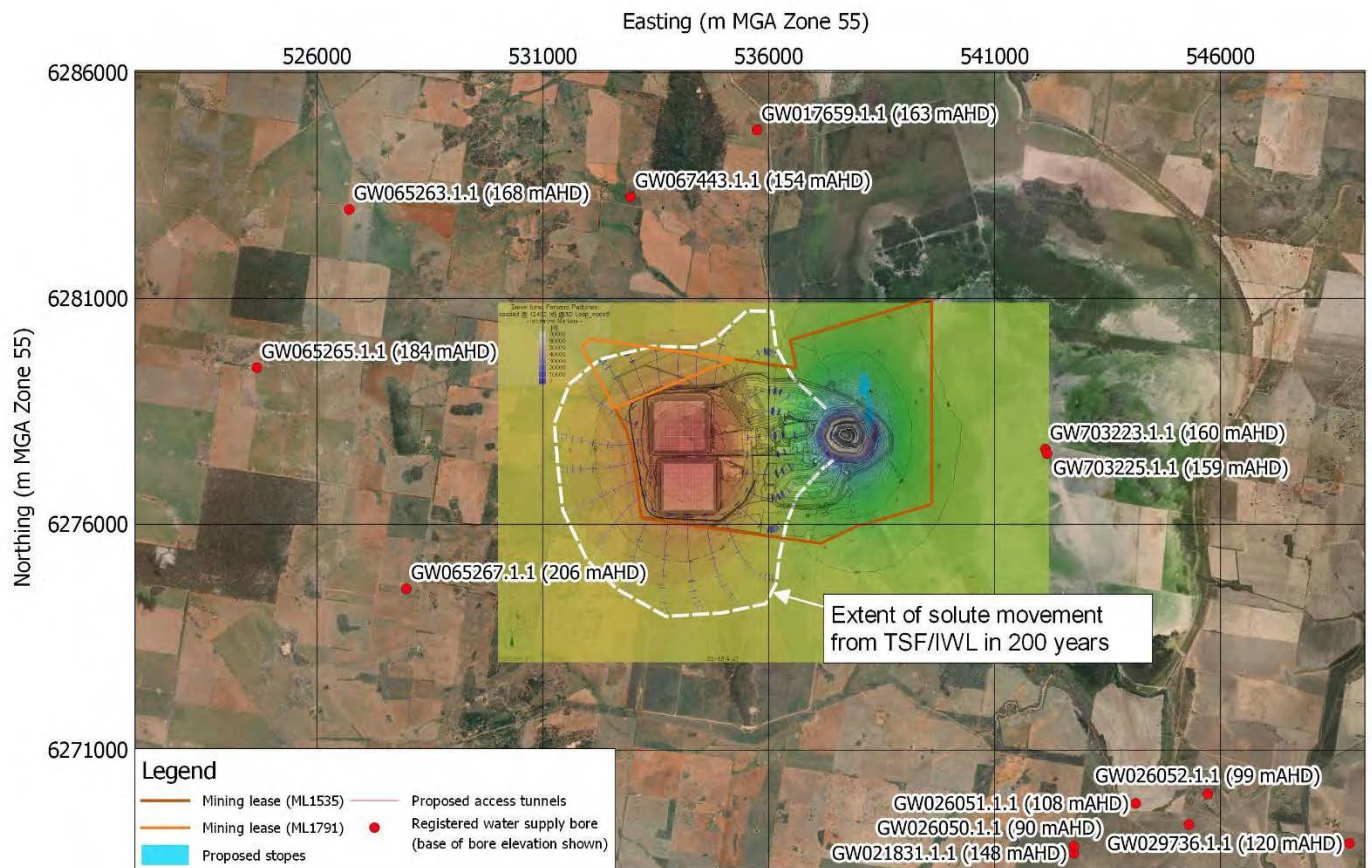 Easting (m MGA Zone 55)
526000 531000 536000 541000 546000
6286000
GW017659.1.1 (163 mAHD)
GW065263.1.1 (168 mAHD)
GW067443.1.1 (154 mAHD)
6281000
Northing (m MGA Zone 55)
Travel time, Forward Pathlines
GW065265.1.1 (184 mAHD)
GW703223.1.1 (160 mAHD)
GW703225.1.1 (159 mAHD)
6276000
GW065267.1.1 (206 mAHD)
Extent of solute movement
from TSF/IWL in 200 years
6271000
GW026052.1.1 (99 mAHD)
GW026051.1.1 (108 mAHD)
GW026050.1.1 (90 mAHD)
GW029736.1.1 (120 mAHD)
GW021831.1.1 (148 mAHD)
Legend
Mining lease (ML1535)
Mining lease (ML1791)
Proposed stopes
Proposed access tunnels
Registered water supply bore
(base of bore elevation shown)